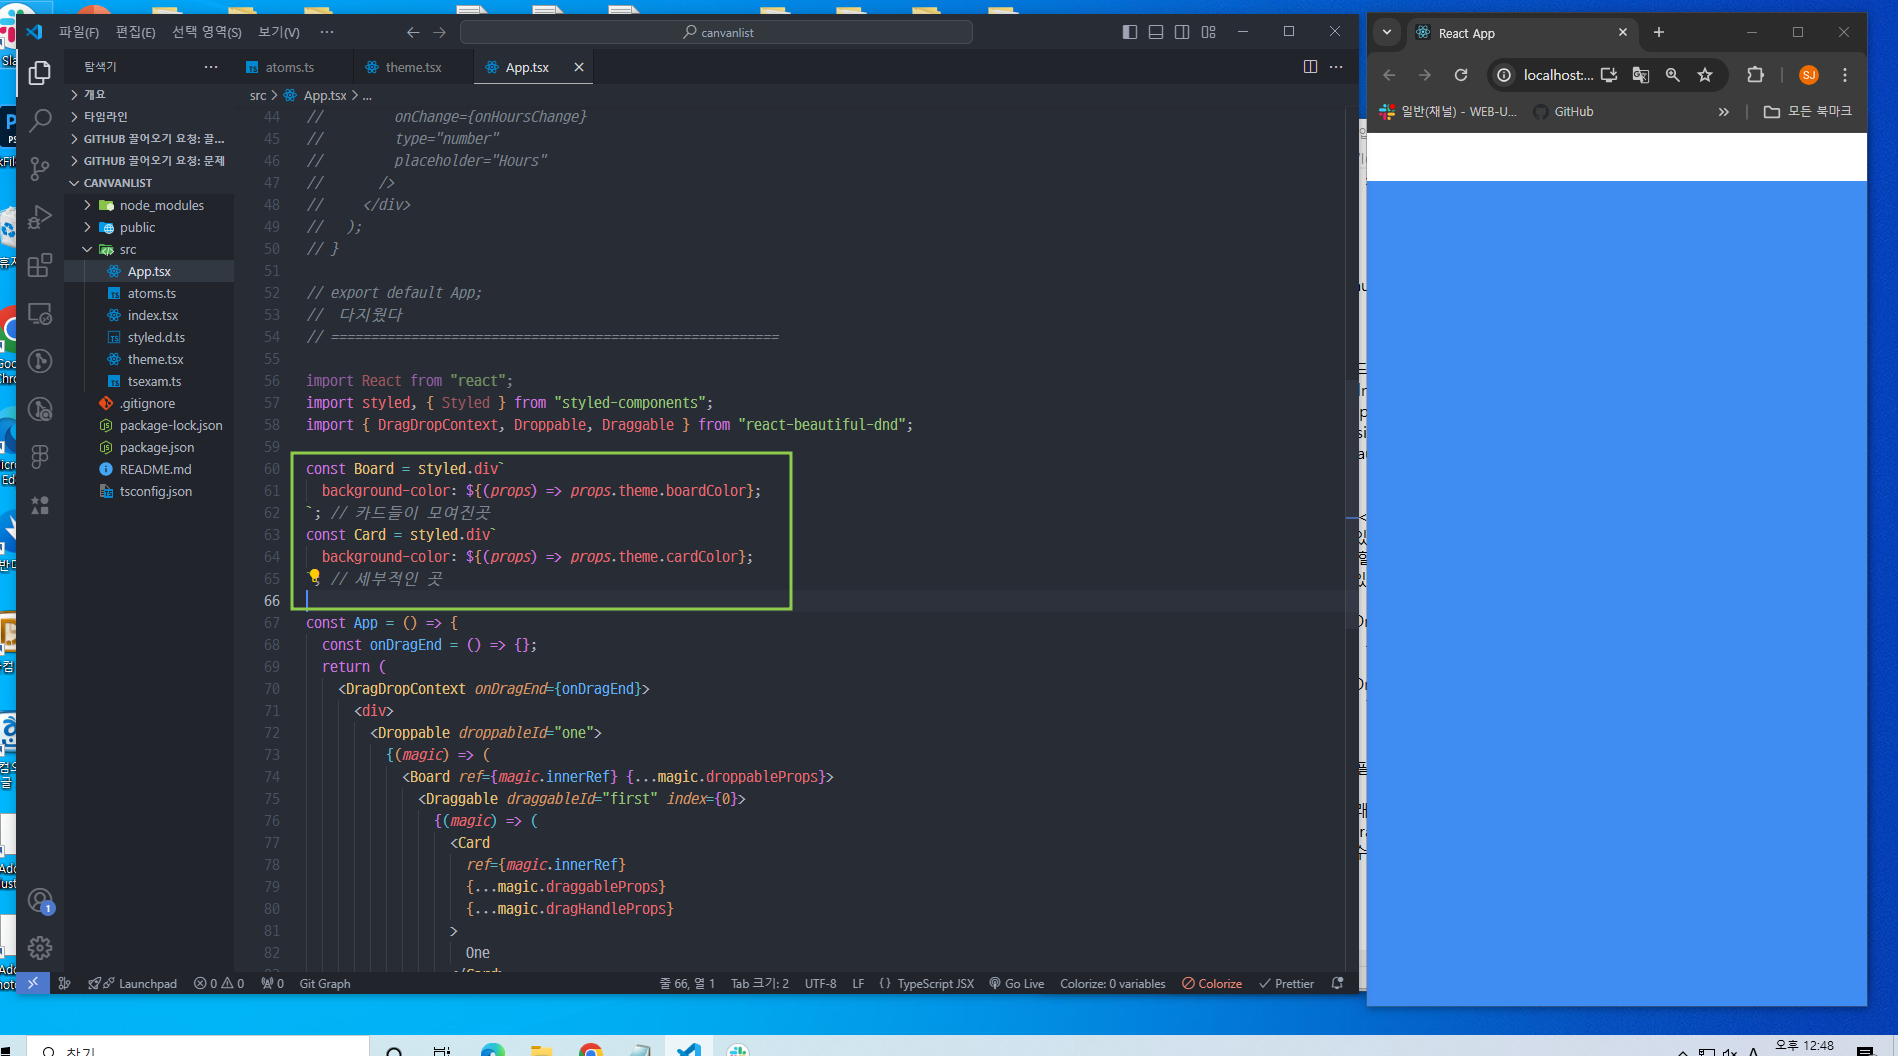 파일(F) 편집(E) 선택 영역(S) 보기(V) ··· canvanlist
탐색기 ···
개요
타임라인
GITHUB 끌어오기 요청: 끌...
GITHUB 끌어오기 요청: 문제
CANVANLIST
node_modules
public
src
App.tsx
atoms.ts
index.tsx
styled.d.ts
theme.tsx
tsexam.ts
.gitignore
package-lock.json
package.json
README.md
tsconfig.json
atoms.ts theme.tsx App.tsx
src > App.tsx > ...
44 // onChange={onHoursChange}
45 // type="number"
46 // placeholder="Hours"
47 // />
48 // </div>
49 // );
50 // }
51
52 // export default App;
53 // 다지웠다
54 // ========================================================
55
56 import React from "react";
57 import styled, { Styled } from "styled-components";
58 import { DragDropContext, Droppable, Draggable } from "react-beautiful-dnd";
59
60 const Board = styled.div`
61 background-color: ${(props) => props.theme.boardColor};
62 `; // 카드들이 모여진곳
63 const Card = styled.div`
64 background-color: ${(props) => props.theme.cardColor};
65 `; // 세부적인 곳
66
67 const App = () => {
68 const onDragEnd = () => {};
69 return (
70 <DragDropContext onDragEnd={onDragEnd}>
71 <div>
72 <Droppable droppableId="one">
73 {(magic) => (
74 <Board ref={magic.innerRef} {...magic.droppableProps}>
75 <Draggable draggableId="first" index={0}>
76 {(magic) => (
77 <Card
78 ref={magic.innerRef}
79 {...magic.draggableProps}
80 {...magic.dragHandleProps}
81 >
82 One
1
Launchpad 0 0 0 Git Graph 줄 66, 열 1 Tab 크기: 2 UTF-8 LF {} TypeScript JSX Go Live Colorize: 0 variables Colorize Prettier
React App
localhost:... SJ
일반(채널) - WEB-U... GitHub » 모든 북마크
찾기
A 오후 12:48